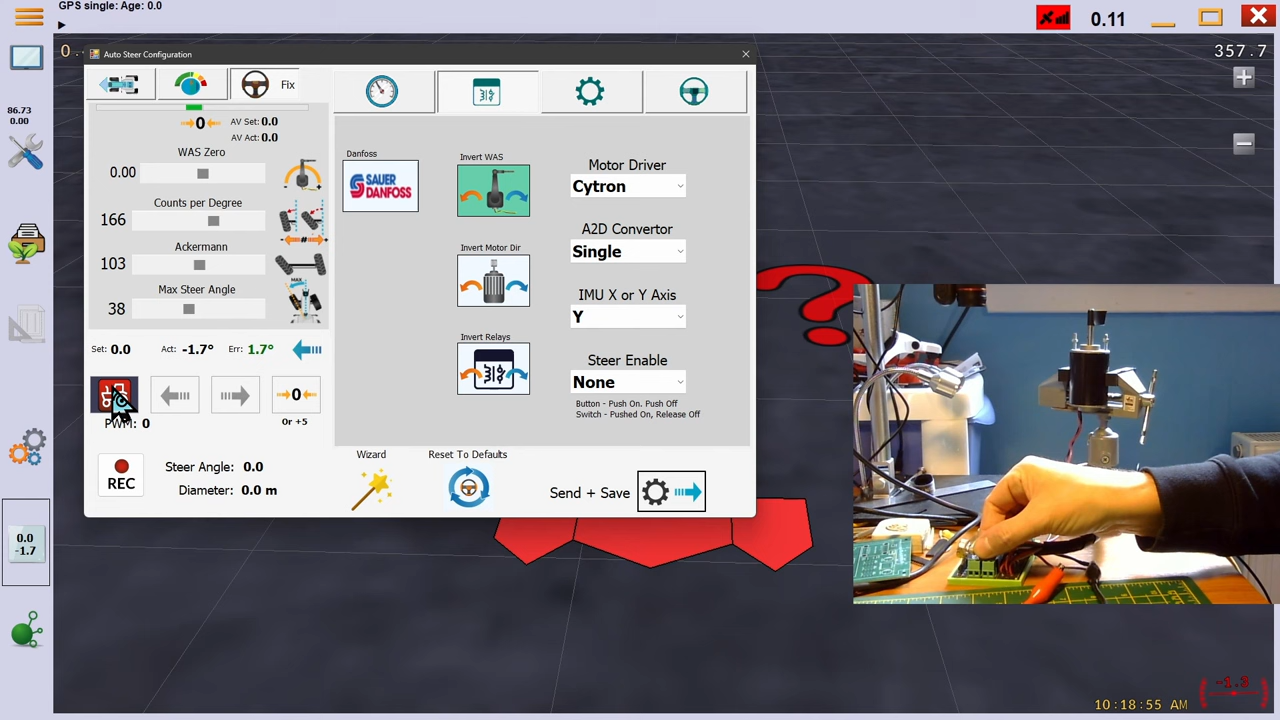 GPS single: Age: 0.0
0.11
0.
357.7
Auto Steer Configuration
Fix
86.73
0.00
→0←
AV Set: 0.0
AV Act: 0.0
WAS Zero
0.00
Counts per Degree
166
Ackermann
103
Max Steer Angle
38
Set: 0.0
Act: -1.7°
Err: 1.7°
→0←
Or +5
PWM: 0
REC
Steer Angle: 0.0
Diameter: 0.0 m
Danfoss
SAUER
DANFOSS
Invert WAS
Invert Motor Dir
Invert Relays
Motor Driver
Cytron
A2D Convertor
Single
IMU X or Y Axis
Y
Steer Enable
None
Button - Push On. Push Off
Switch - Pushed On, Release Off
Wizard
MAX
Reset To Defaults
Send + Save
0.0
-1.7
?
-1.3
10:18:55 AM